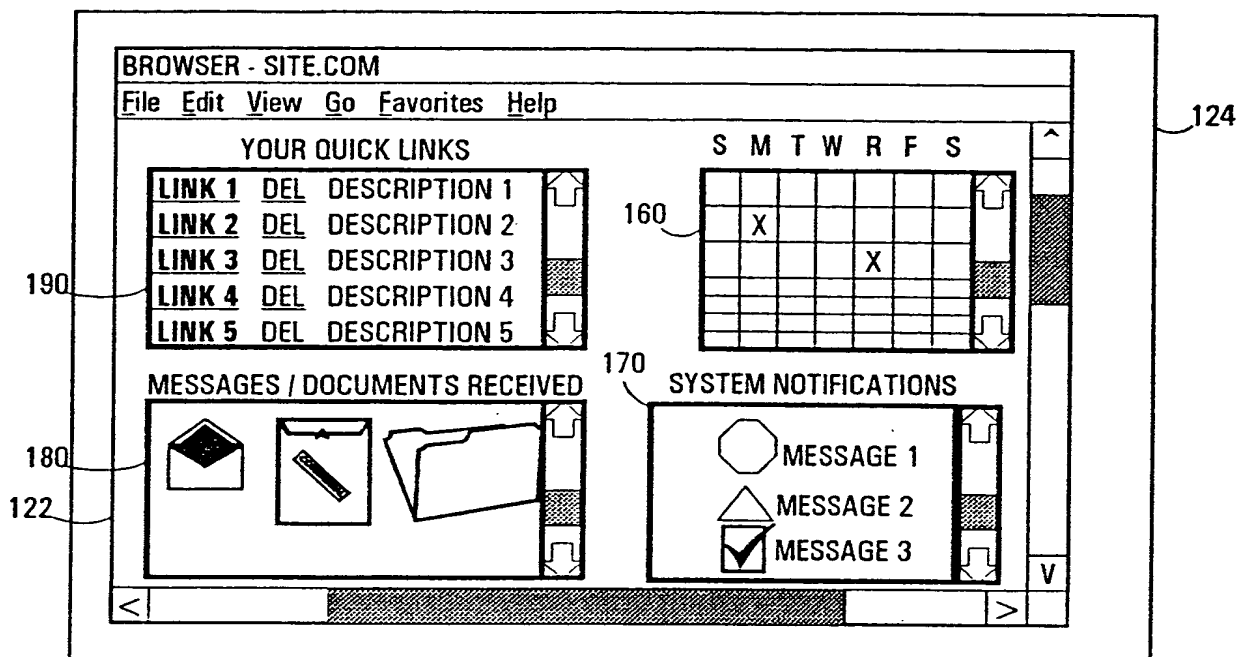 BROWSER - SITE.COM
File Edit View Go Favorites Help
124
YOUR QUICK LINKS
LINK 1 DEL DESCRIPTION 1
LINK 2 DEL DESCRIPTION 2
LINK 3 DEL DESCRIPTION 3
LINK 4 DEL DESCRIPTION 4
LINK 5 DEL DESCRIPTION 5
190
S M T W R F S
160
X
X
MESSAGES / DOCUMENTS RECEIVED
180
122
170
SYSTEM NOTIFICATIONS
MESSAGE 1
MESSAGE 2
MESSAGE 3
^
V
<
>